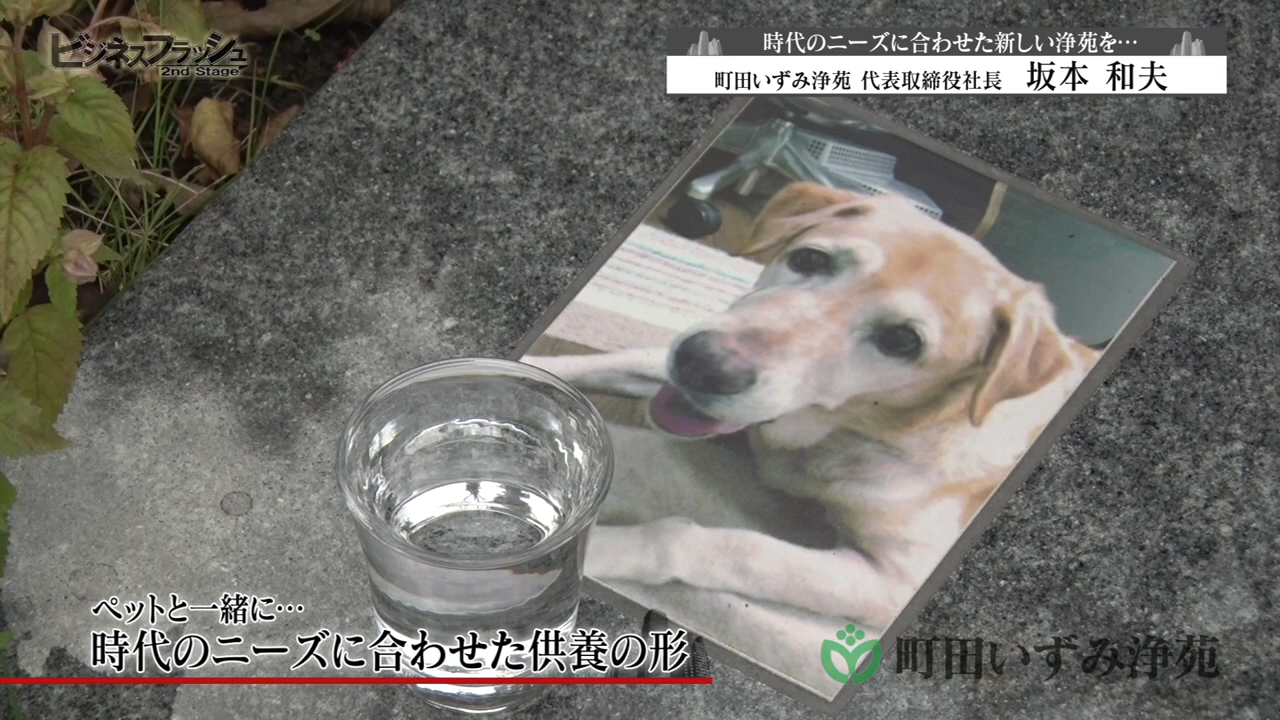 ビジネスフラッシュ
2nd Stage
時代のニーズに合わせた新しい浄苑を…
町田いずみ浄苑 代表取締役社長 坂本 和夫
ペットと一緒に…
時代のニーズに合わせた供養の形
町田いずみ浄苑